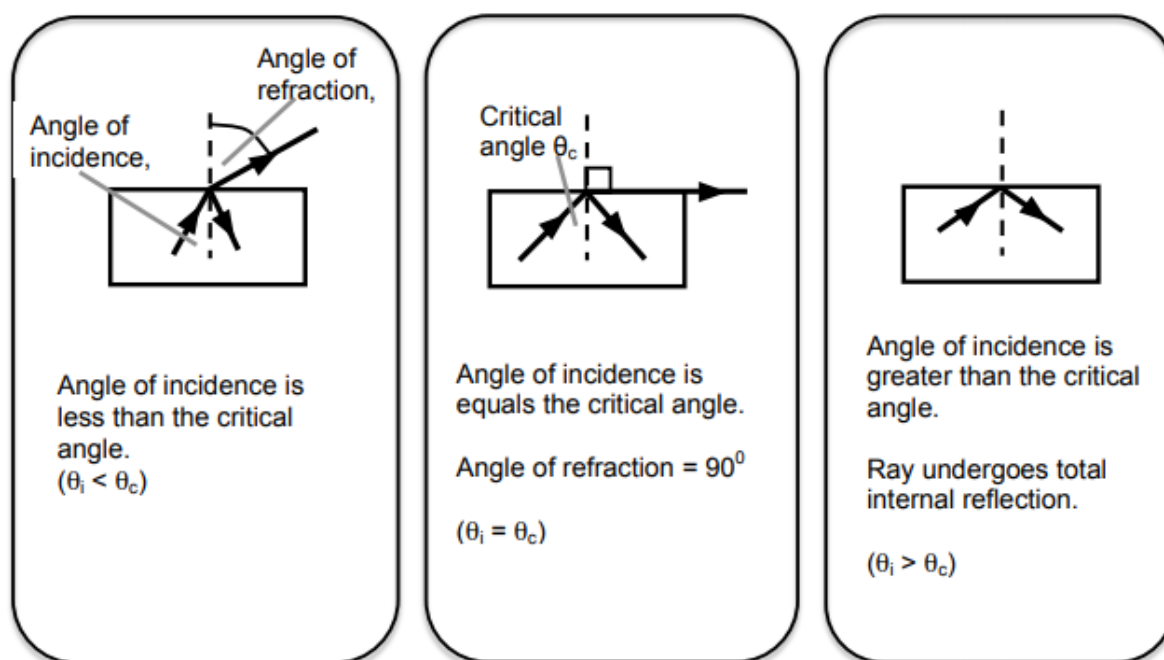 Angle of
refraction,
Angle of
incidence,
Angle of incidence is
less than the critical
angle.
(θi < θc)
Critical
angle θc
Angle of incidence is
equals the critical angle.
Angle of refraction = 90⁰
(θi = θc)
Angle of incidence is
greater than the critical
angle.
Ray undergoes total
internal reflection.
(θi > θc)